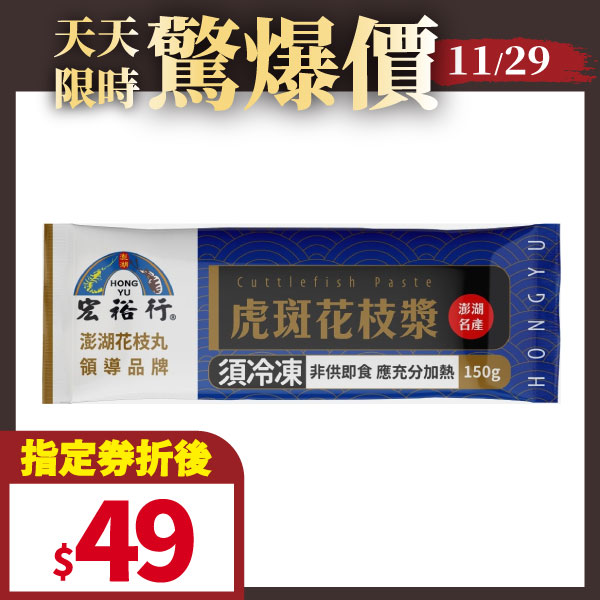 天天
限時
驚爆價
11/29
澎湖
HONG
YU
宏裕行®
澎湖花枝丸
領導品牌
Cuttlefish Paste
虎斑花枝漿
澎湖
名產
須冷凍
非供即食 應充分加熱
150g
HONGYU
指定券折後
$49